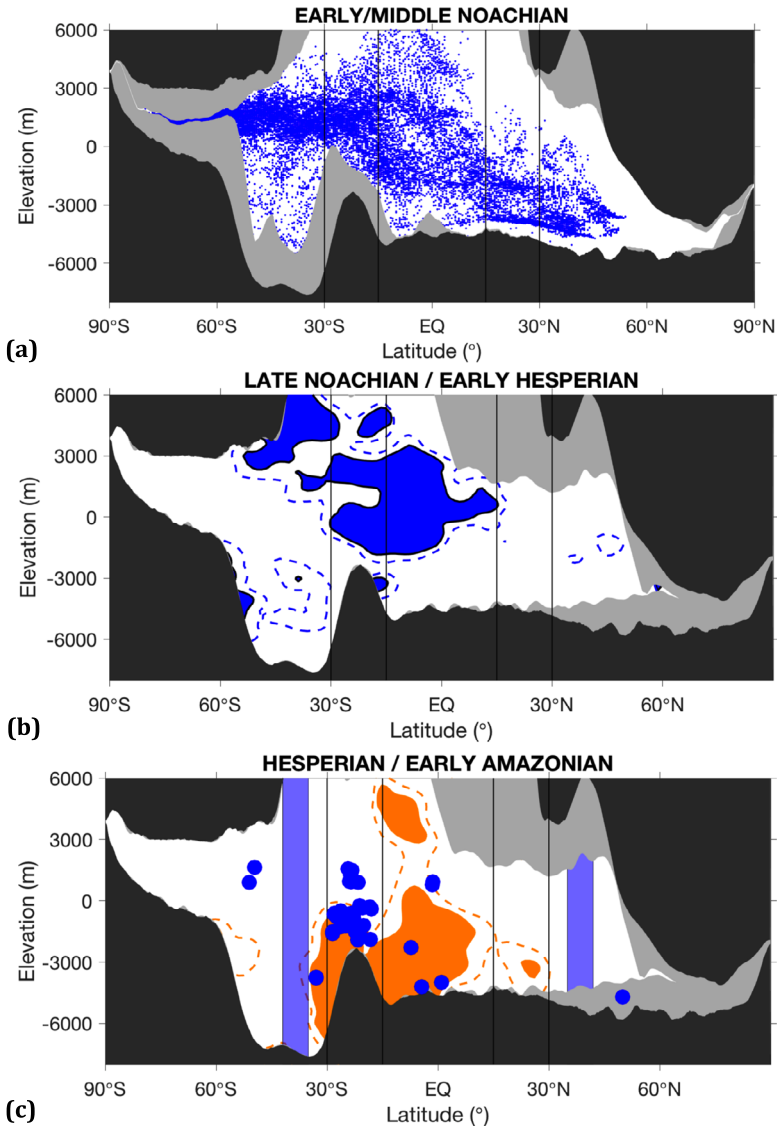 EARLY/MIDDLE NOACHIAN
6000
3000
0
-3000
-6000
Elevation (m)
90°S 60°S 30°S EQ 30°N 60°N 90°N
Latitude (°)
(a)
LATE NOACHIAN / EARLY HESPERIAN
6000
3000
0
-3000
-6000
Elevation (m)
90°S 60°S 30°S EQ 30°N 60°N
Latitude (°)
(b)
HESPERIAN / EARLY AMAZONIAN
6000
3000
0
-3000
-6000
Elevation (m)
90°S 60°S 30°S EQ 30°N 60°N
Latitude (°)
(c)